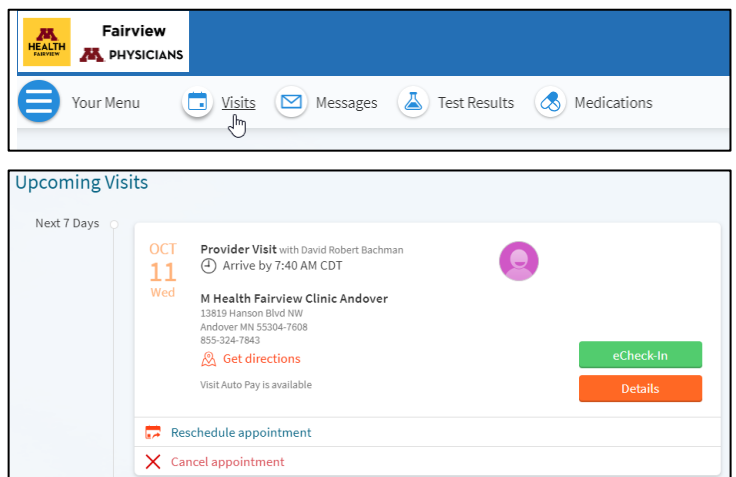 HEALTH
FAIRVIEW
Fairview
PHYSICIANS
Your Menu Visits Messages Test Results Medications
Upcoming Visits
Next 7 Days
OCT
11
Wed
Provider Visit with David Robert Bachman
Arrive by 7:40 AM CDT
M Health Fairview Clinic Andover
13819 Hanson Blvd NW
Andover MN 55304-7608
855-324-7843
Get directions
Visit Auto Pay is available
eCheck-In
Details
Reschedule appointment
Cancel appointment